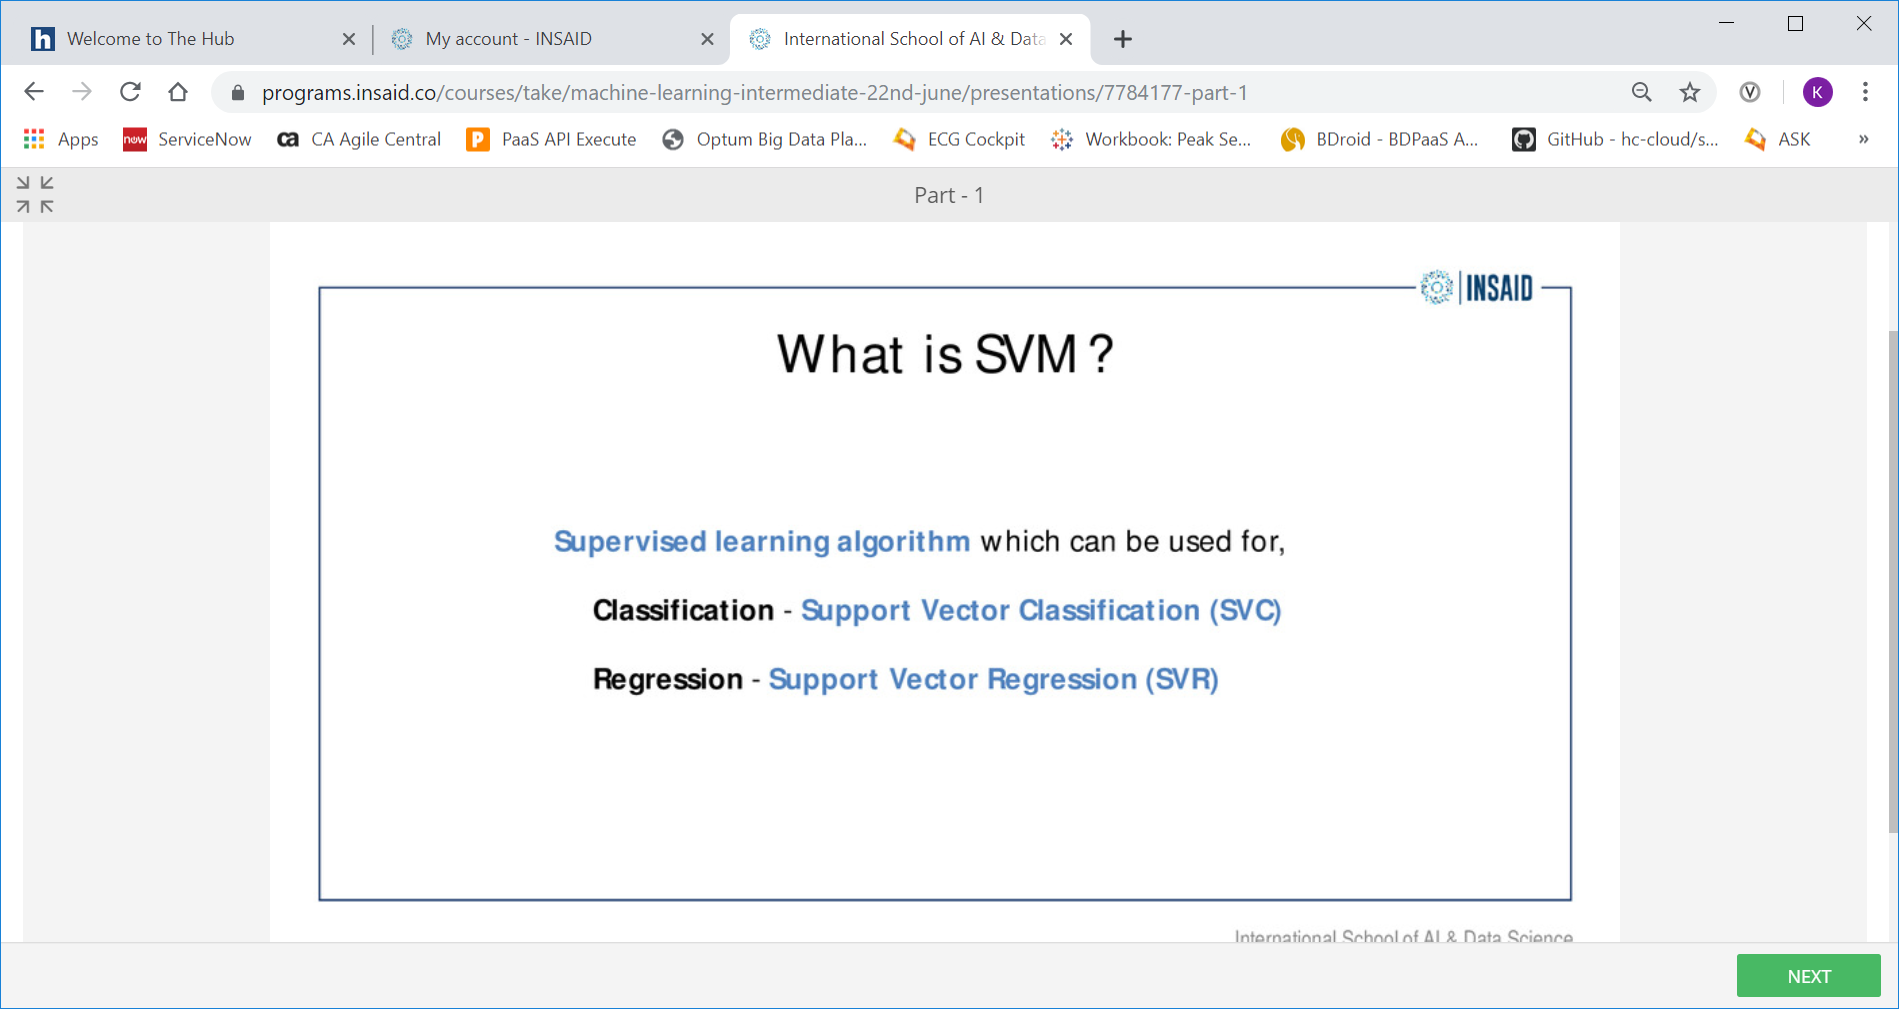 h Welcome to The Hub
My account - INSAID
International School of AI & Data
programs.insaid.co/courses/take/machine-learning-intermediate-22nd-june/presentations/7784177-part-1
V
K
Apps
now ServiceNow
ca CA Agile Central
P PaaS API Execute
Optum Big Data Pla...
ECG Cockpit
Workbook: Peak Se...
BDroid - BDPaaS A...
GitHub - hc-cloud/s...
ASK
»
Part - 1
INSAID
What is SVM ?
Supervised learning algorithm which can be used for,
Classification - Support Vector Classification (SVC)
Regression - Support Vector Regression (SVR)
International School of AI & Data Science
NEXT